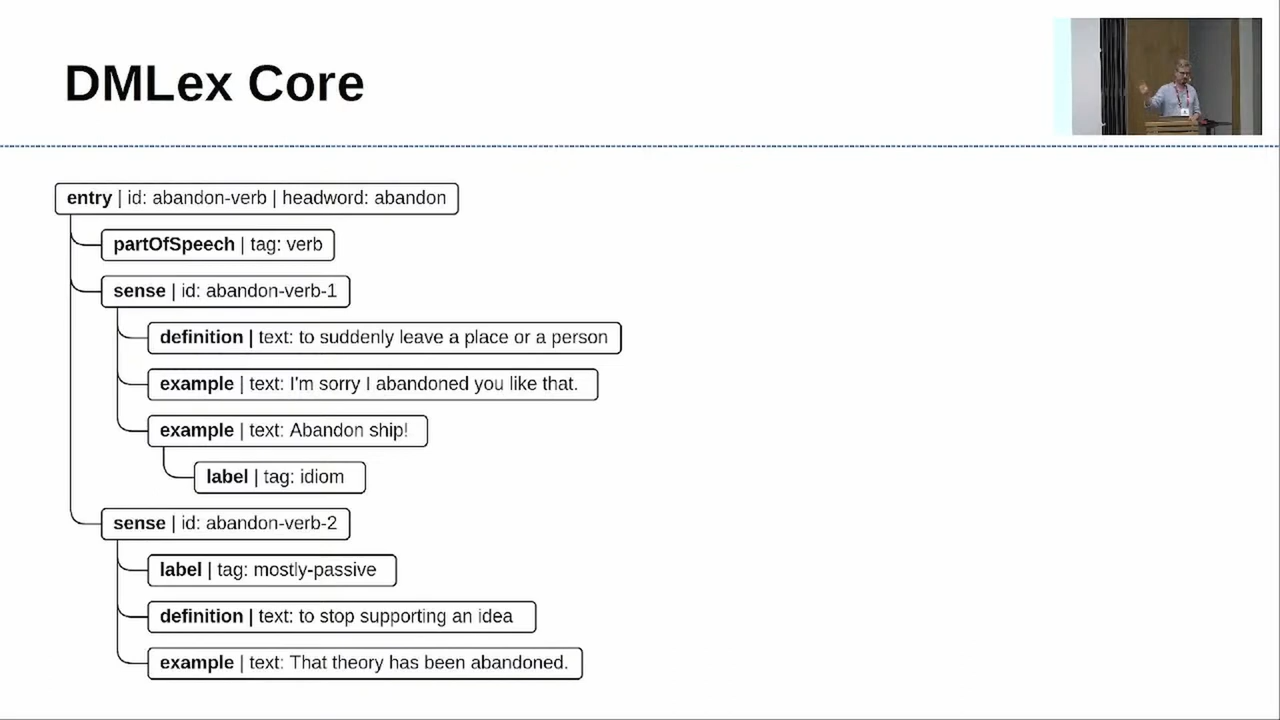 DMLex Core
entry | id: abandon-verb | headword: abandon
partOfSpeech | tag: verb
sense | id: abandon-verb-1
definition | text: to suddenly leave a place or a person
example | text: I'm sorry I abandoned you like that.
example | text: Abandon ship!
label | tag: idiom
sense | id: abandon-verb-2
label | tag: mostly-passive
definition | text: to stop supporting an idea
example | text: That theory has been abandoned.